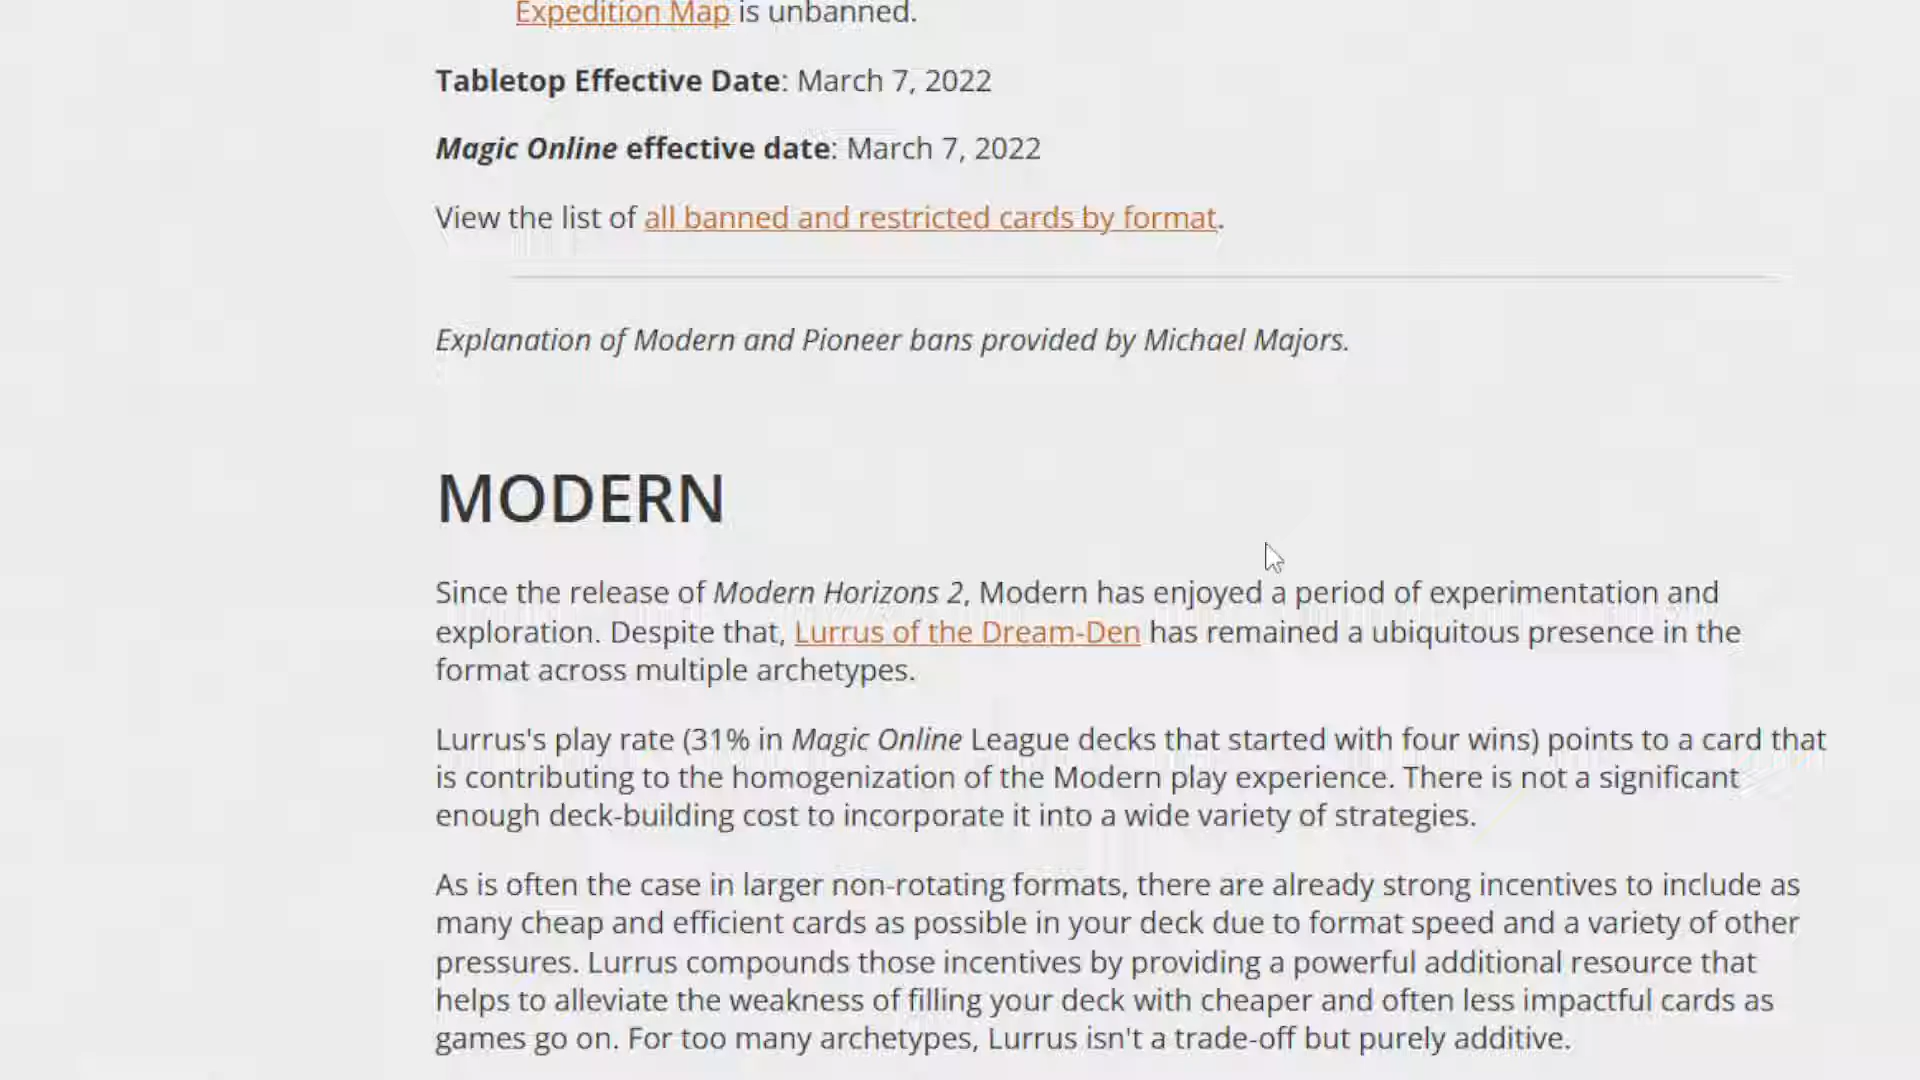 Expedition Map is unbanned.
Tabletop Effective Date: March 7, 2022
Magic Online effective date: March 7, 2022
View the list of all banned and restricted cards by format.
Explanation of Modern and Pioneer bans provided by Michael Majors.
MODERN
Since the release of Modern Horizons 2, Modern has enjoyed a period of experimentation and
exploration. Despite that, Lurrus of the Dream-Den has remained a ubiquitous presence in the
format across multiple archetypes.
Lurrus's play rate (31% in Magic Online League decks that started with four wins) points to a card that
is contributing to the homogenization of the Modern play experience. There is not a significant
enough deck-building cost to incorporate it into a wide variety of strategies.
As is often the case in larger non-rotating formats, there are already strong incentives to include as
many cheap and efficient cards as possible in your deck due to format speed and a variety of other
pressures. Lurrus compounds those incentives by providing a powerful additional resource that
helps to alleviate the weakness of filling your deck with cheaper and often less impactful cards as
games go on. For too many archetypes, Lurrus isn't a trade-off but purely additive.